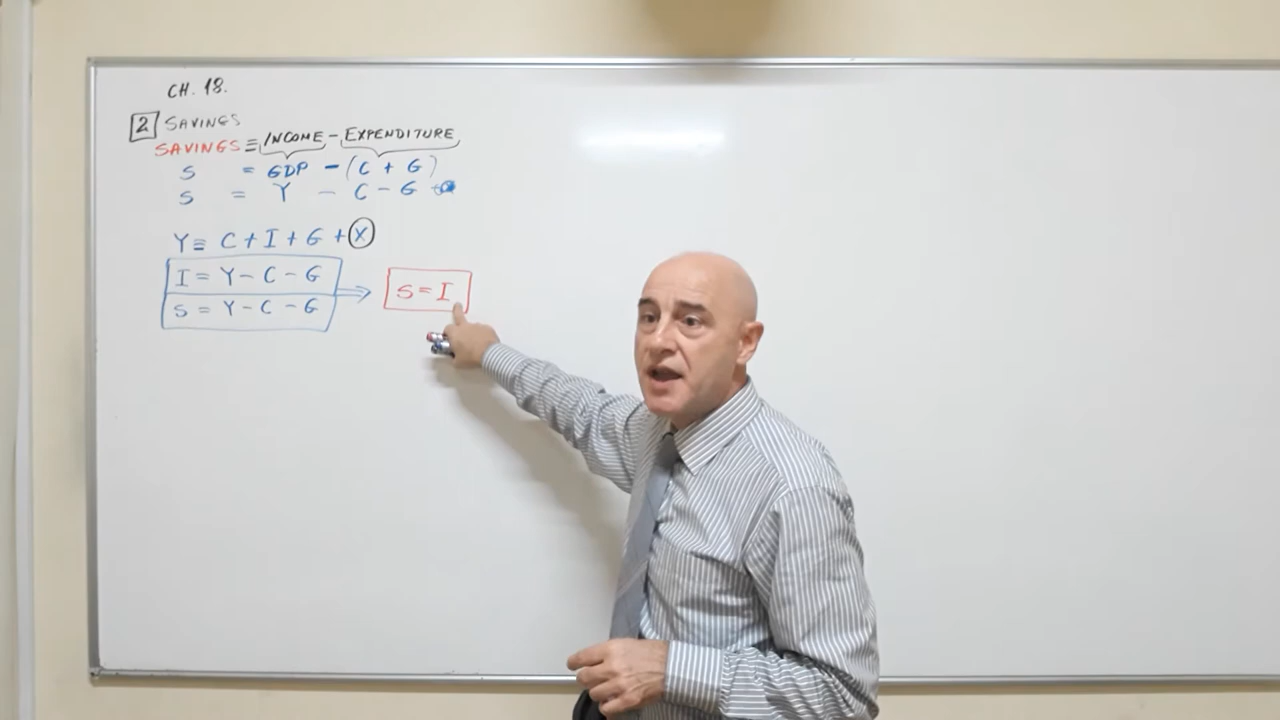 CH. 18.
2 SAVINGS
SAVINGS ≡ INCOME - EXPENDITURE
S = GDP - (C + G)
S = Y - C - G
Y ≡ C + I + G + X
I = Y - C - G
S = Y - C - G
S = I